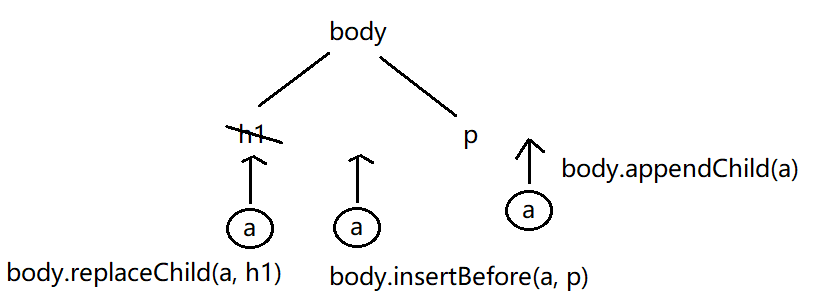 body
h1
p
body.appendChild(a)
a
a
a
body.replaceChild(a, h1)
body.insertBefore(a, p)